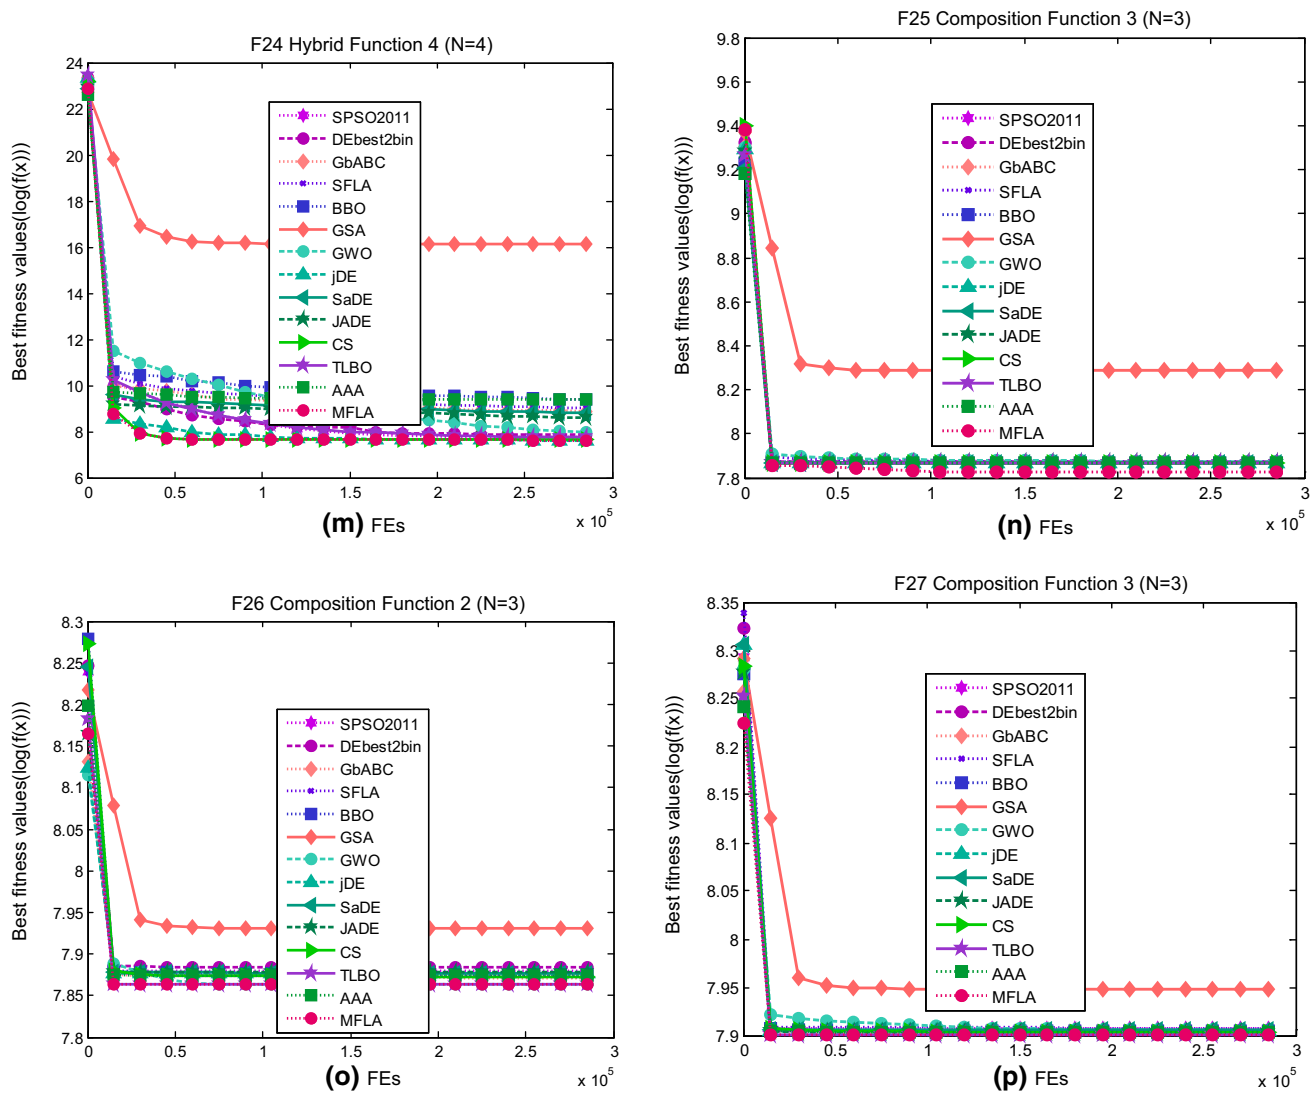 F24 Hybrid Function 4 (N=4)
Best fitness values(log(f(x)))
24
22
20
18
16
14
12
10
8
6
0
0.5
1
1.5
2
2.5
3
x 10^5
(m) FEs
SPSO2011
DEbest2bin
GbABC
SFLA
BBO
GSA
GWO
jDE
SaDE
JADE
CS
TLBO
AAA
MFLA
F25 Composition Function 3 (N=3)
Best fitness values(log(f(x)))
9.8
9.6
9.4
9.2
9
8.8
8.6
8.4
8.2
8
7.8
0
0.5
1
1.5
2
2.5
3
x 10^5
(n) FEs
SPSO2011
DEbest2bin
GbABC
SFLA
BBO
GSA
GWO
jDE
SaDE
JADE
CS
TLBO
AAA
MFLA
F26 Composition Function 2 (N=3)
Best fitness values(log(f(x)))
8.3
8.25
8.2
8.15
8.1
8.05
8
7.95
7.9
7.85
7.8
0
0.5
1
1.5
2
2.5
3
x 10^5
(o) FEs
SPSO2011
DEbest2bin
GbABC
SFLA
BBO
GSA
GWO
jDE
SaDE
JADE
CS
TLBO
AAA
MFLA
F27 Composition Function 3 (N=3)
Best fitness values(log(f(x)))
8.35
8.3
8.25
8.2
8.15
8.1
8.05
8
7.95
7.9
0
0.5
1
1.5
2
2.5
3
x 10^5
(p) FEs
SPSO2011
DEbest2bin
GbABC
SFLA
BBO
GSA
GWO
jDE
SaDE
JADE
CS
TLBO
AAA
MFLA